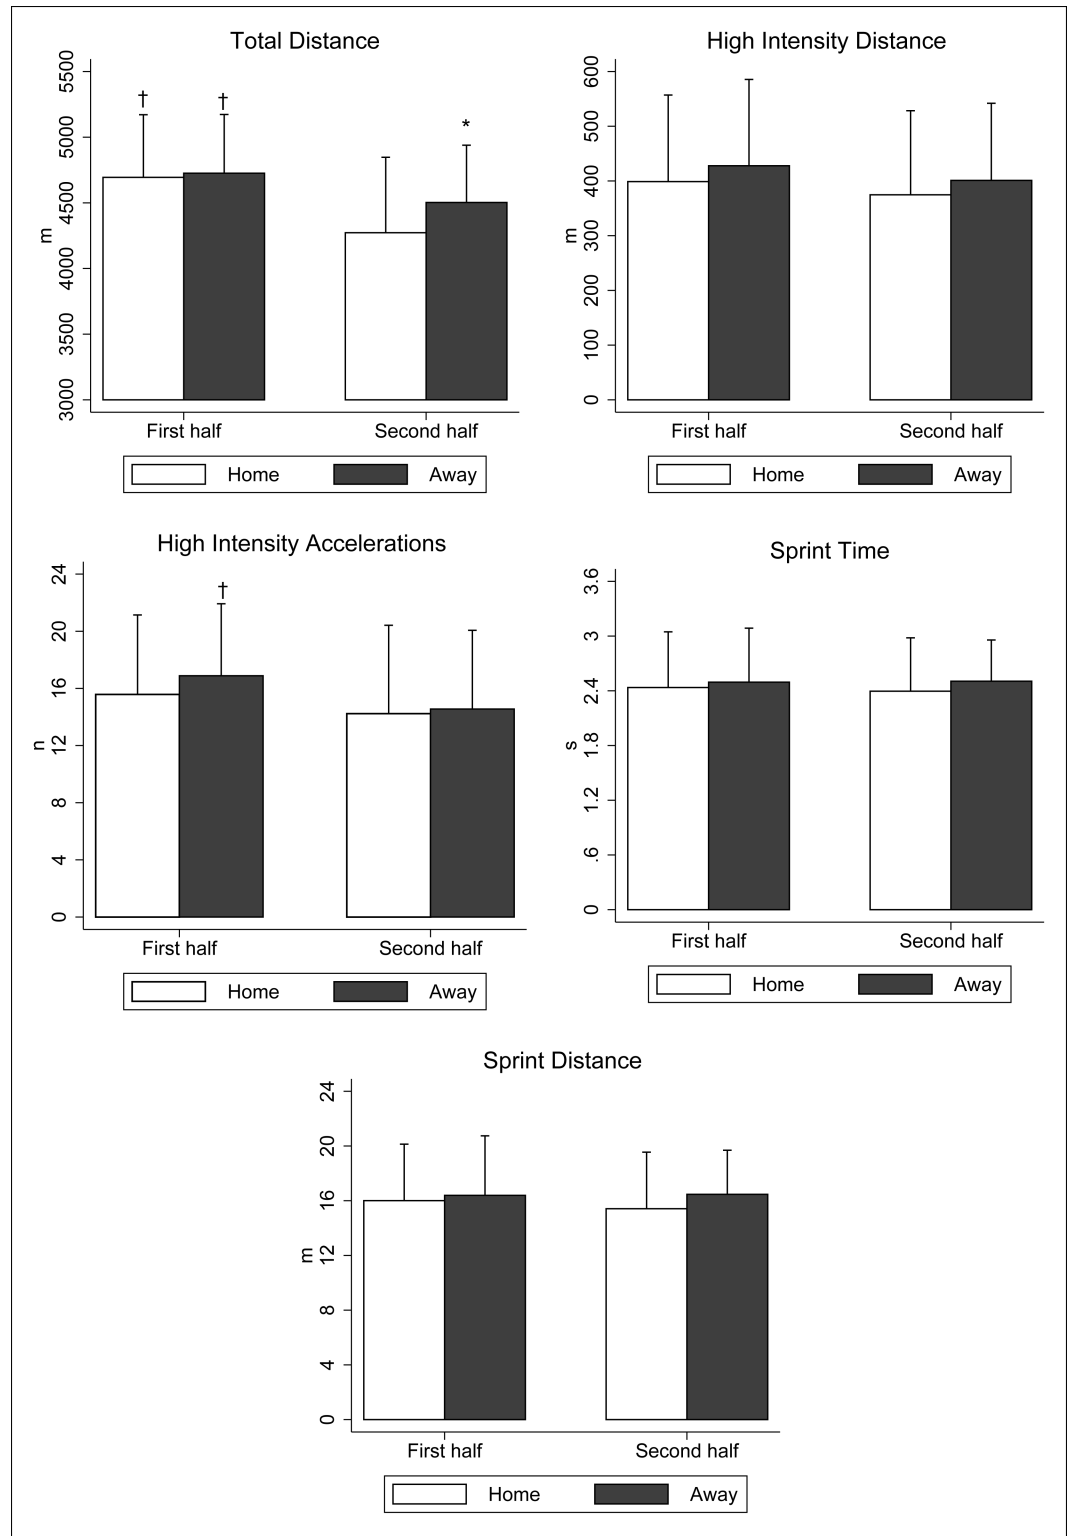 Total Distance
5500
5000
4500
4000
3500
3000
m
†
†
*
First half
Second half
Home
Away
High Intensity Distance
600
500
400
300
200
100
0
m
First half
Second half
Home
Away
High Intensity Accelerations
24
20
16
12
8
4
0
n
†
First half
Second half
Home
Away
Sprint Time
3.6
3
2.4
1.8
1.2
.6
0
s
First half
Second half
Home
Away
Sprint Distance
24
20
16
12
8
4
0
m
First half
Second half
Home
Away